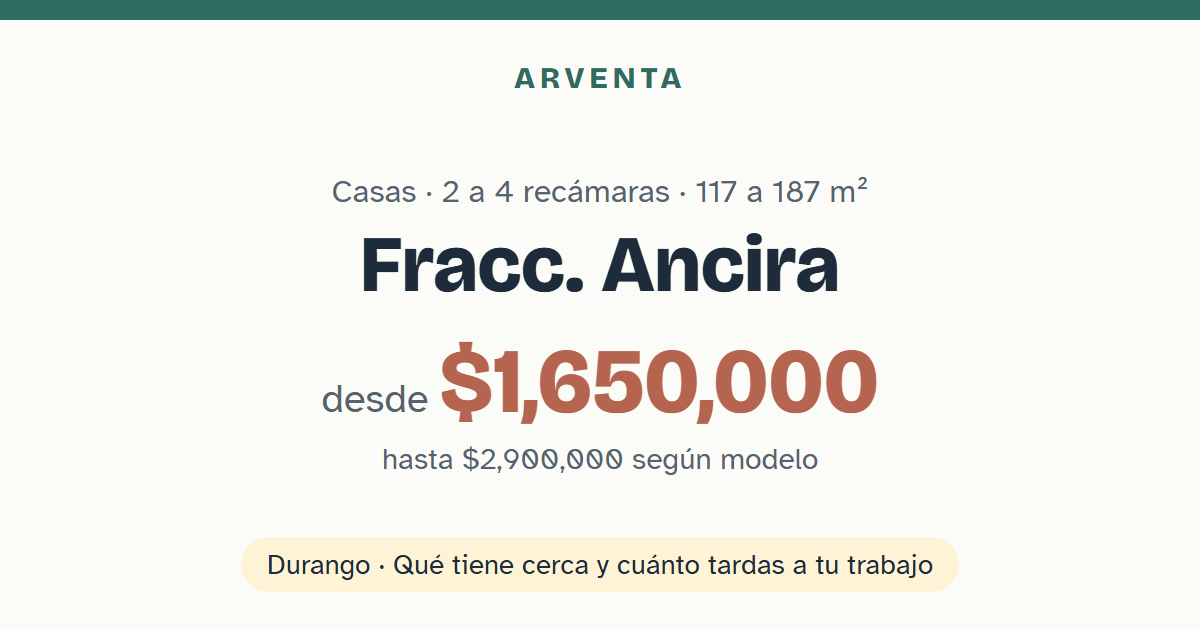 ARVENTA
Casas · 2 a 4 recámaras · 117 a 187 m²
Fracc. Ancira
desde $1,650,000
hasta $2,900,000 según modelo
Durango · Qué tiene cerca y cuánto tardas a tu trabajo